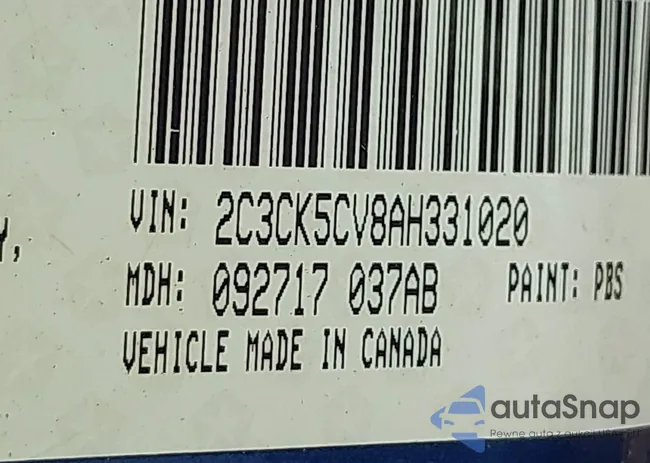 VIN: 2C3CK5CV8AH331020
Y,
MDH: 092717 037AB PAINT: PBS
VEHICLE MADE IN CANADA
autaSnap